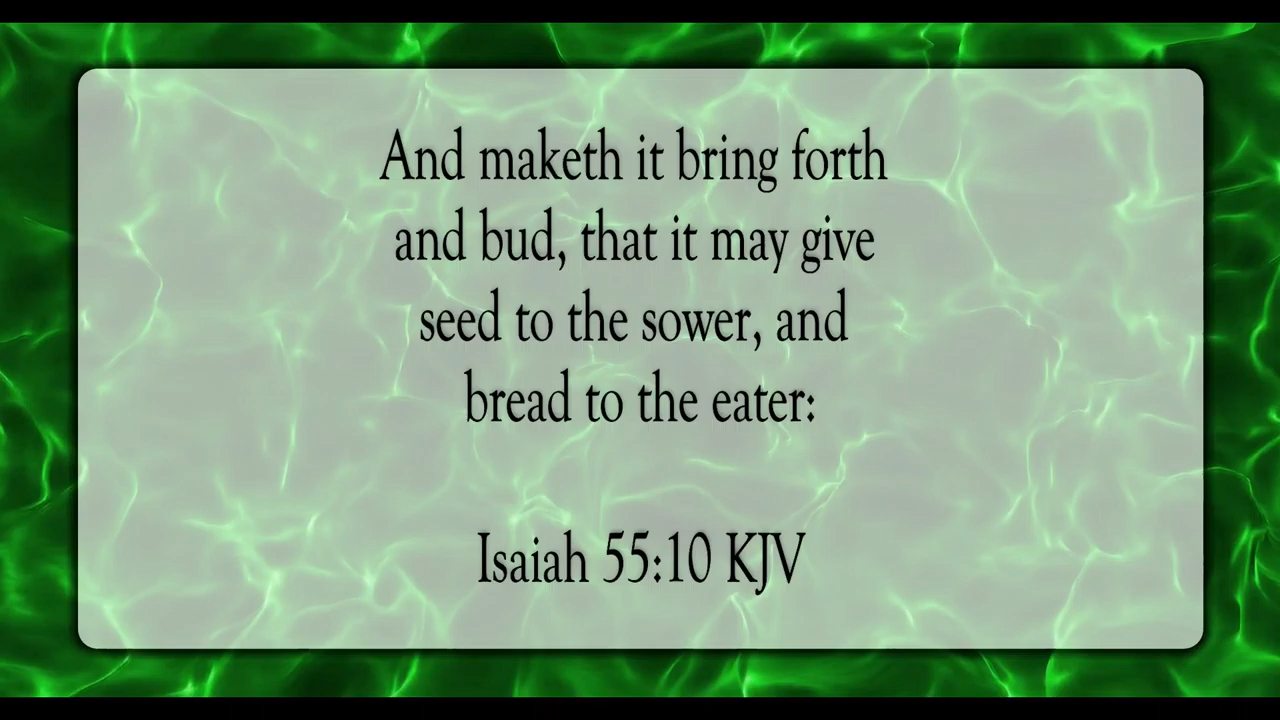 And maketh it bring forth
and bud, that it may give
seed to the sower, and
bread to the eater:
Isaiah 55:10 KJV